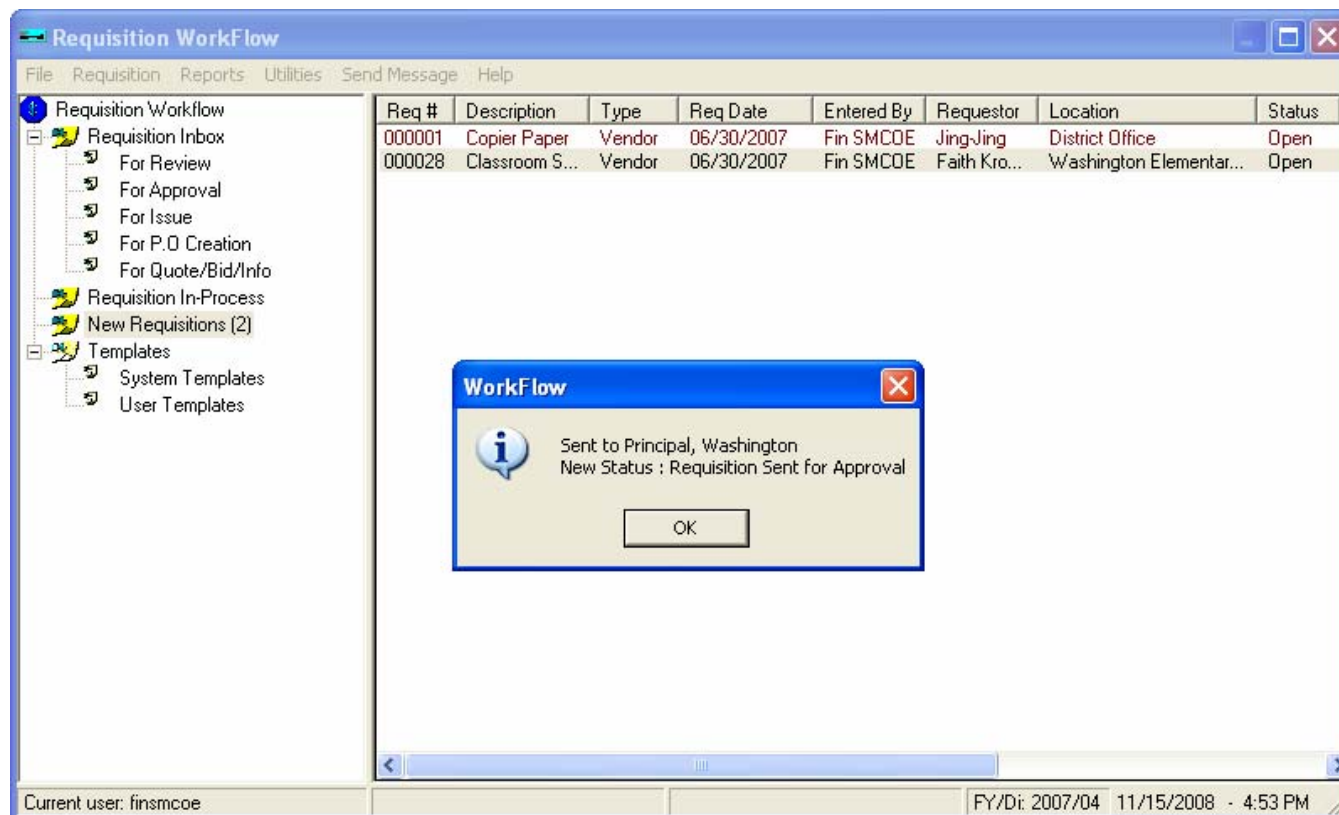 Requisition WorkFlow
File Requisition Reports Utilities Send Message Help
Requisition Workflow
Requisition Inbox
For Review
For Approval
For Issue
For P.O Creation
For Quote/Bid/Info
Requisition In-Process
New Requisitions (2)
Templates
System Templates
User Templates
Req # Description Type Req Date Entered By Requestor Location Status
000001 Copier Paper Vendor 06/30/2007 Fin SMCOE Jing-Jing District Office Open
000028 Classroom S... Vendor 06/30/2007 Fin SMCOE Faith Kro... Washington Elementar... Open
WorkFlow
Sent to Principal, Washington
New Status : Requisition Sent for Approval
OK
Current user: finsmcoe FY/Di: 2007/04 11/15/2008 - 4:53 PM